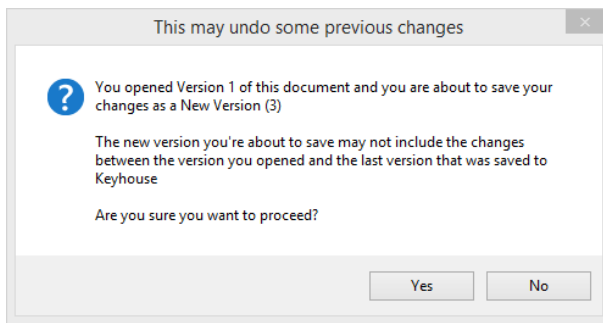 This may undo some previous changes
You opened Version 1 of this document and you are about to save your
changes as a New Version (3)
The new version you're about to save may not include the changes
between the version you opened and the last version that was saved to
Keyhouse
Are you sure you want to proceed?
Yes
No